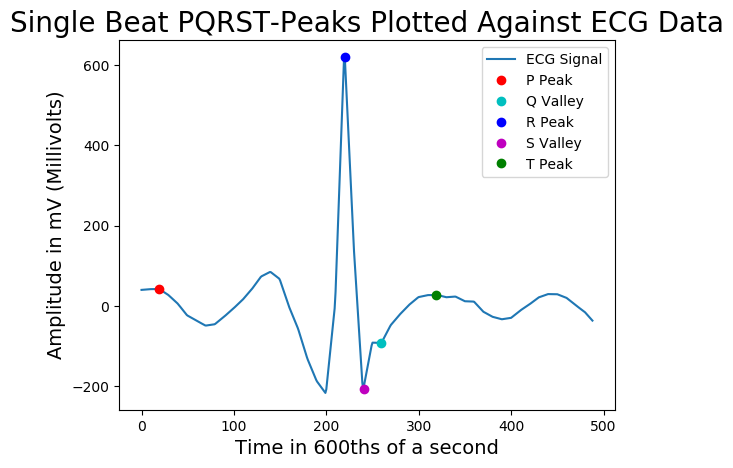 Single Beat PQRST-Peaks Plotted Against ECG Data
Amplitude in mV (Millivolts)
600
400
200
0
−200
ECG Signal
P Peak
Q Valley
R Peak
S Valley
T Peak
0 100 200 300 400 500
Time in 600ths of a second